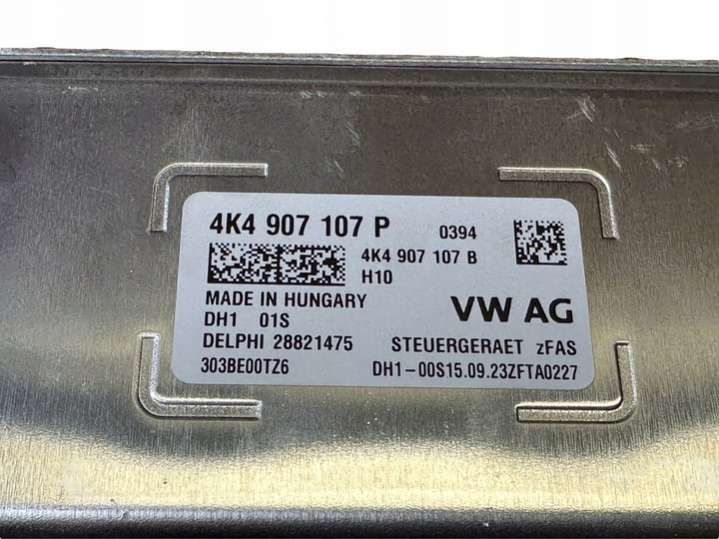 4K4 907 107 P 0394
4K4 907 107 B
H10
MADE IN HUNGARY
DH1 01S
VW AG
DELPHI 28821475
STEUERGERAET zFAS
303BE00TZ6
DH1-00S15.09.23ZFTA0227